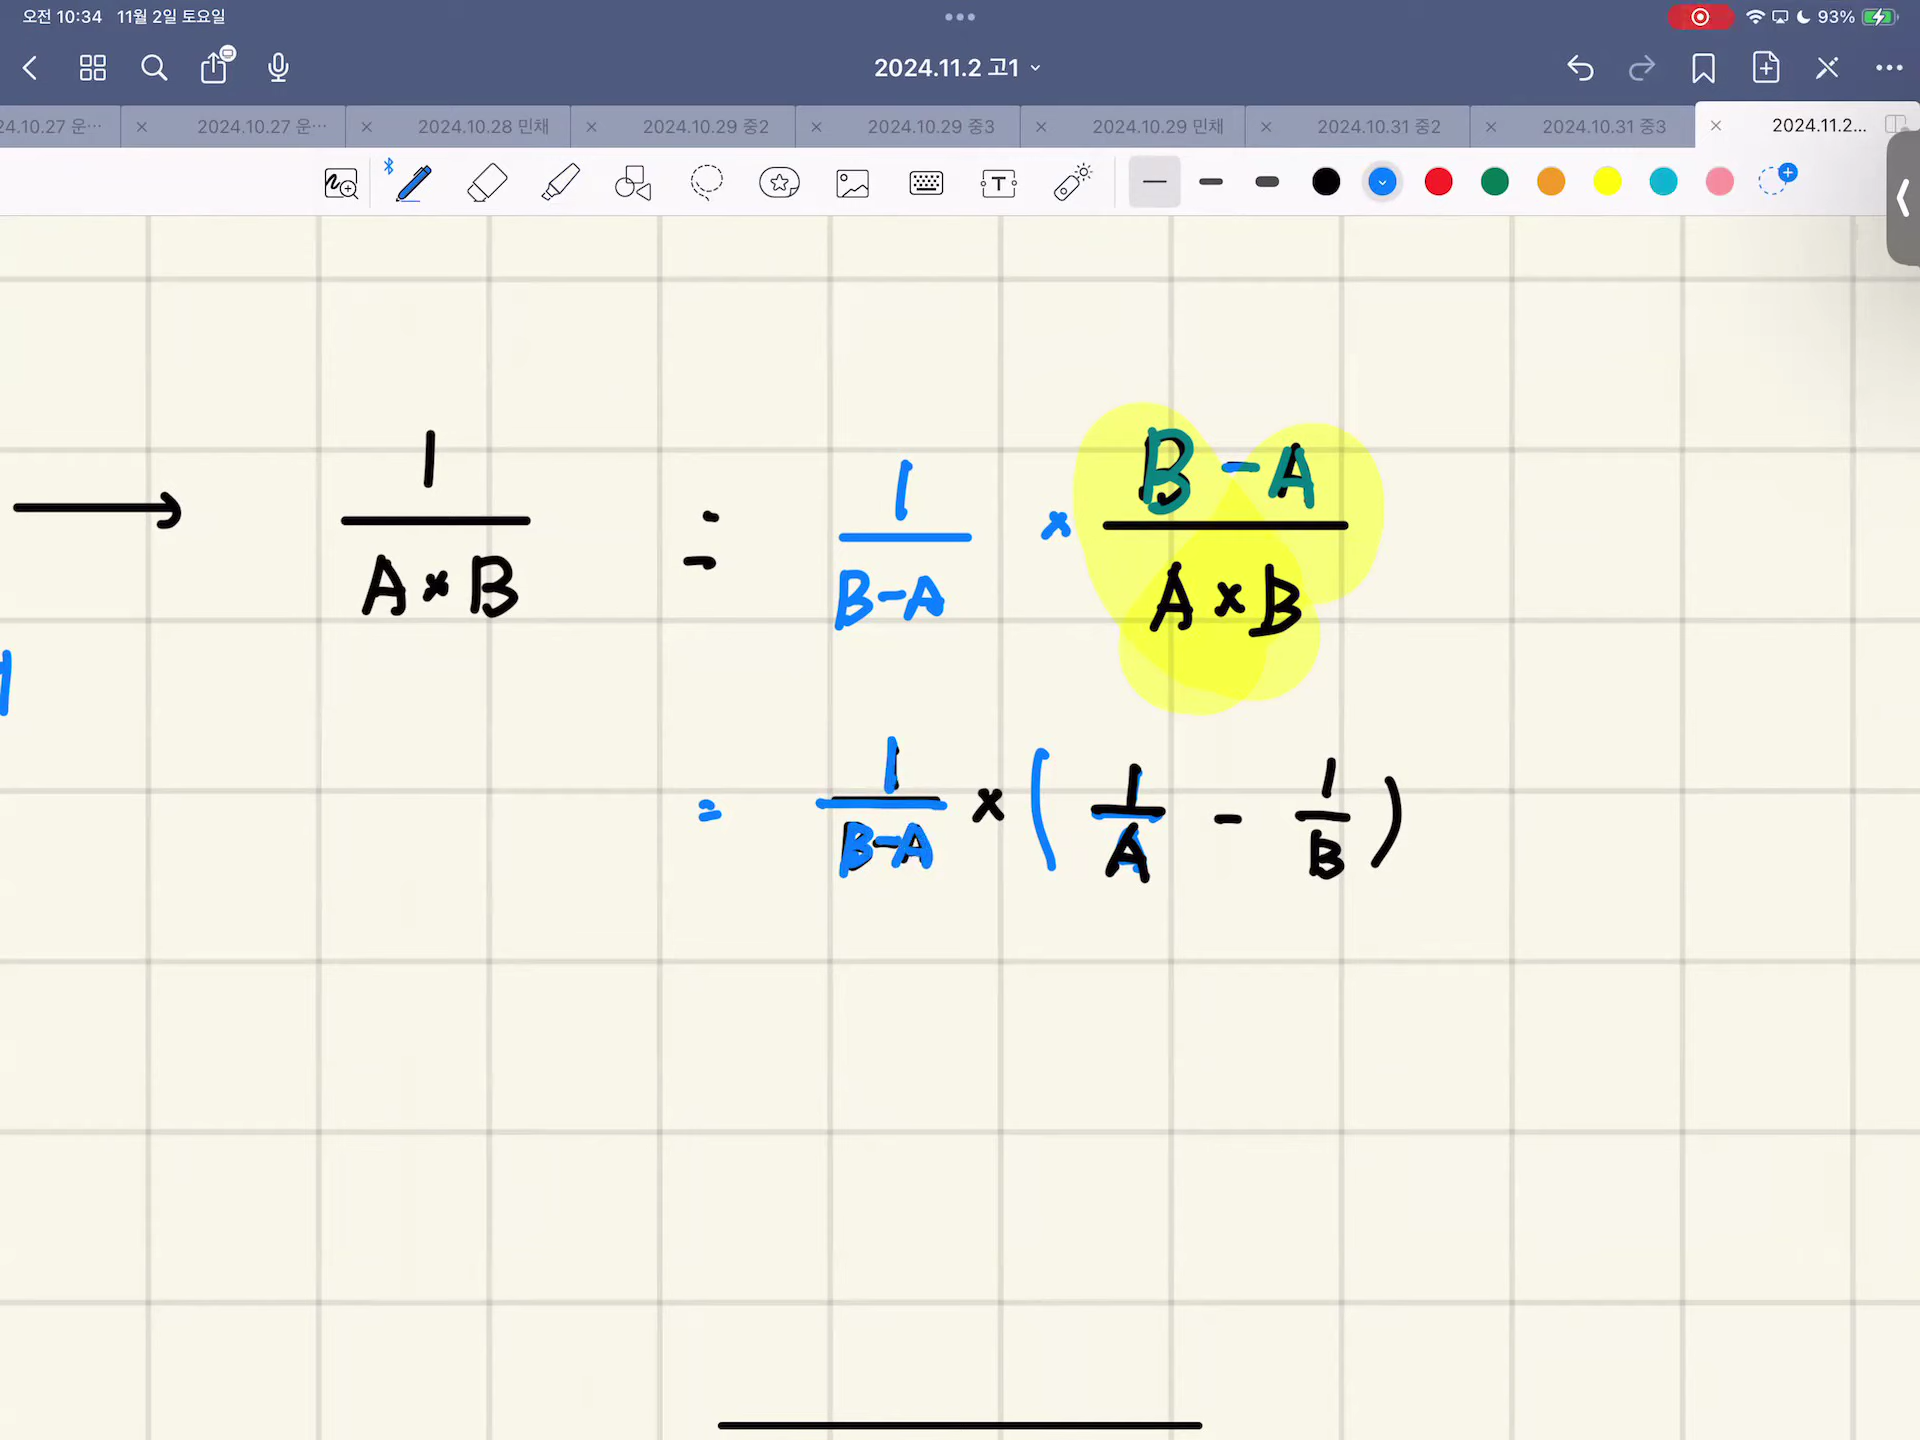 오전 10:34 11월 2일 토요일 93%
2024.11.2 고1
24.10.27 운… 2024.10.27 운… 2024.10.28 민채 2024.10.29 중2 2024.10.29 중3 2024.10.29 민채 2024.10.31 중2 2024.10.31 중3 2024.11.2...
T
→ 1/(A×B) = 1/(B-A) × (B-A)/(A×B)
= 1/(B-A) × (1/A - 1/B)